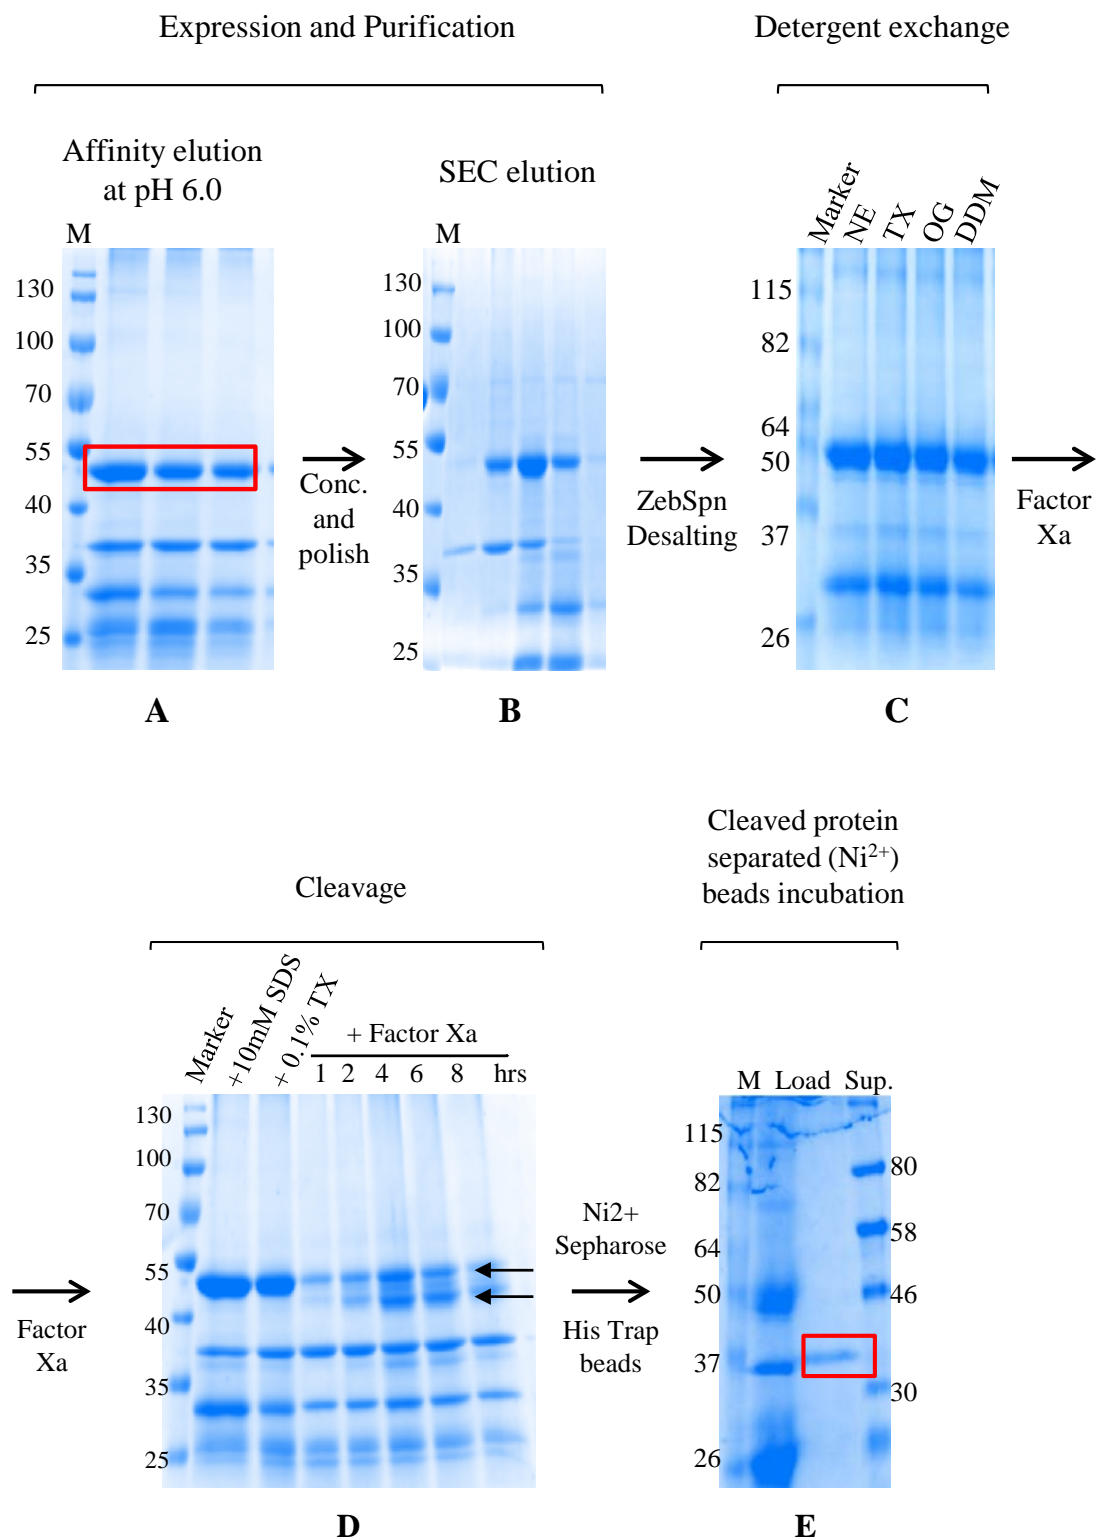 Expression and Purification
Detergent exchange
Affinity elution
at pH 6.0
SEC elution
M
M
Marker
NE
TX
OG
DDM
130
100
70
55
40
35
25
Conc.
and
polish
130
100
70
55
40
35
25
ZebSpn
Desalting
115
82
64
50
37
26
Factor
Xa
A
B
C
Cleavage
Cleaved protein
separated (Ni2+)
beads incubation
Marker
+10mM SDS
+ 0.1% TX
+ Factor Xa
1 2 4 6 8 hrs
M Load Sup.
Factor
Xa
130
100
70
55
40
35
25
Ni2+
Sepharose
His Trap
beads
115
82
64
50
37
26
80
58
46
30
D
E